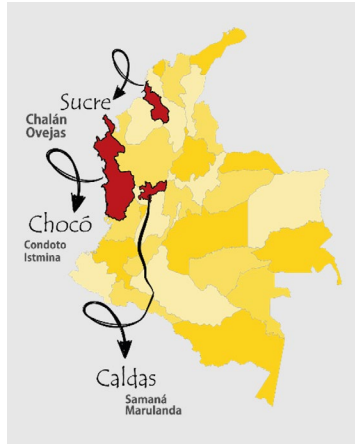 Sucre
Chalán
Ovejas
Chocó
Condoto
Istmina
Caldas
Samaná
Marulanda